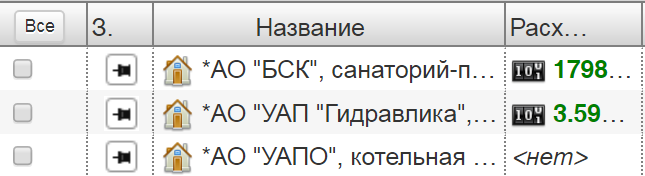 Все З. Название Расх...
*АО "БСК", санаторий-п... 1798...
*АО "УАП "Гидравлика",... 3.59...
*АО "УАПО", котельная ... <нет>